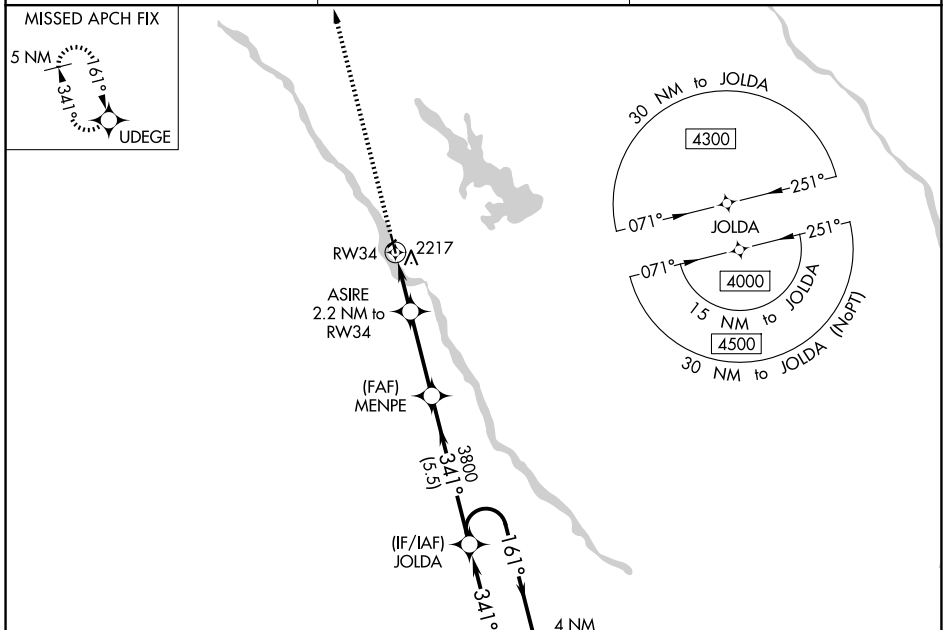 MISSED APCH FIX
5 NM
161°
341°
UDEGE
30 NM to JOLDA
4300
071°
251°
JOLDA
071°
251°
4000
15 NM to JOLDA
4500
30 NM to JOLDA (NoPT)
RW34
2217
ASIRE
2.2 NM to
RW34
(FAF)
MENPE
3800
341°
(5.5)
(IF/IAF)
JOLDA
161°
341°
4 NM